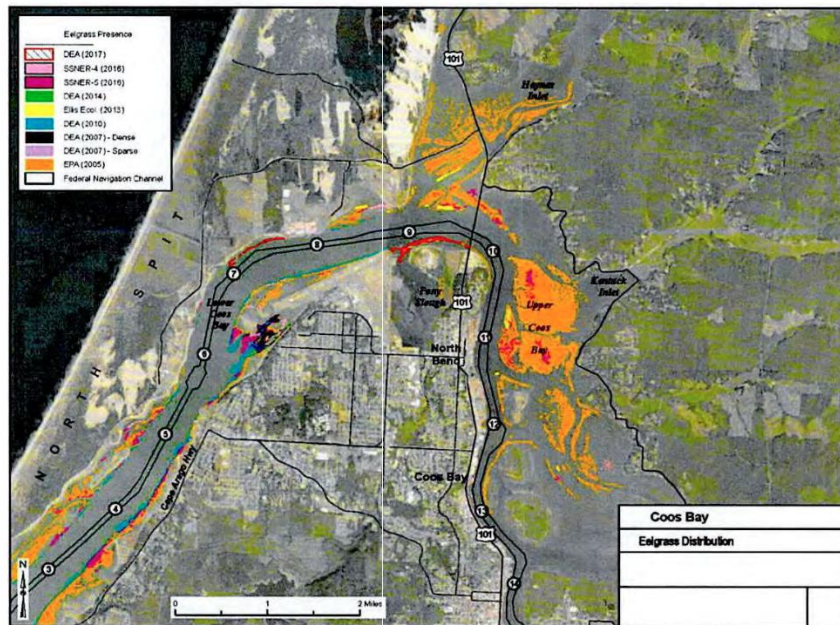 Eelgrass Presence
DEA (2017)
SSNER-4 (2016)
SSNER-5 (2016)
DEA (2014)
Ellis Ecol (2013)
DEA (2010)
DEA (2007) - Dense
DEA (2007) - Sparse
EPA (2005)
Federal Navigation Channel
101
Haynes
Inlet
NORTH SPIT
9
8
7
10
Kentuck
Inlet
Pony
Slough
101
Lower
Coos
Bay
Upper
Coos
Bay
11
North
Bend
6
5
12
Cape Arago Hwy
Coos Bay
4
13
101
3
14
N
0 1 2 Miles
Coos Bay
Eelgrass Distribution